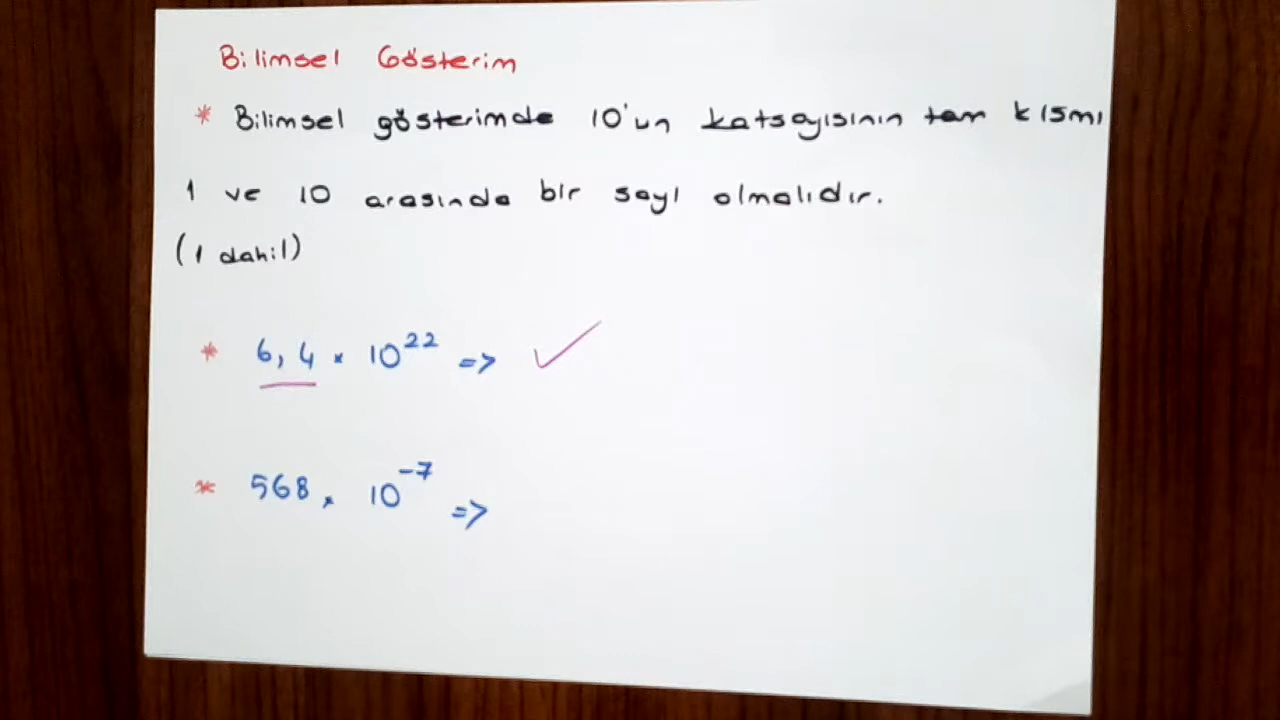 Bilimsel Gösterim
* Bilimsel gösterimde 10'un katsayısının tam kısmı
1 ve 10 arasında bir sayı olmalıdır.
(1 dahil)
* 6,4 × 10²² => ✓
* 568 × 10⁻⁷ =>